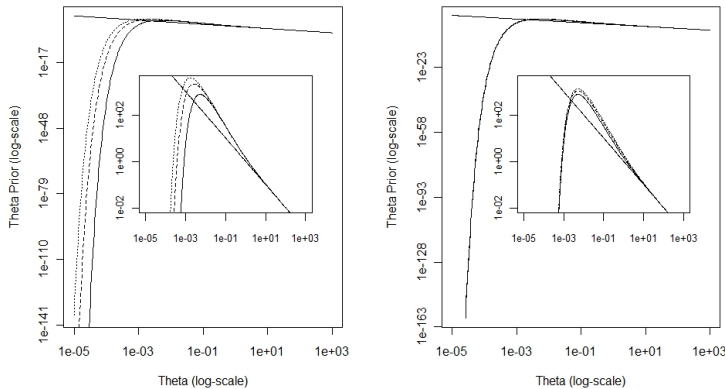 Theta Prior (log-scale)
1e-17
1e-48
1e-79
1e-110
1e-141
1e+02
1e+00
1e-02
1e-05 1e-03 1e-01 1e+01 1e+03
1e-05 1e-03 1e-01 1e+01 1e+03
Theta (log-scale)
Theta Prior (log-scale)
1e-23
1e-58
1e-93
1e-128
1e-163
1e+02
1e+00
1e-02
1e-05 1e-03 1e-01 1e+01 1e+03
1e-05 1e-03 1e-01 1e+01 1e+03
Theta (log-scale)